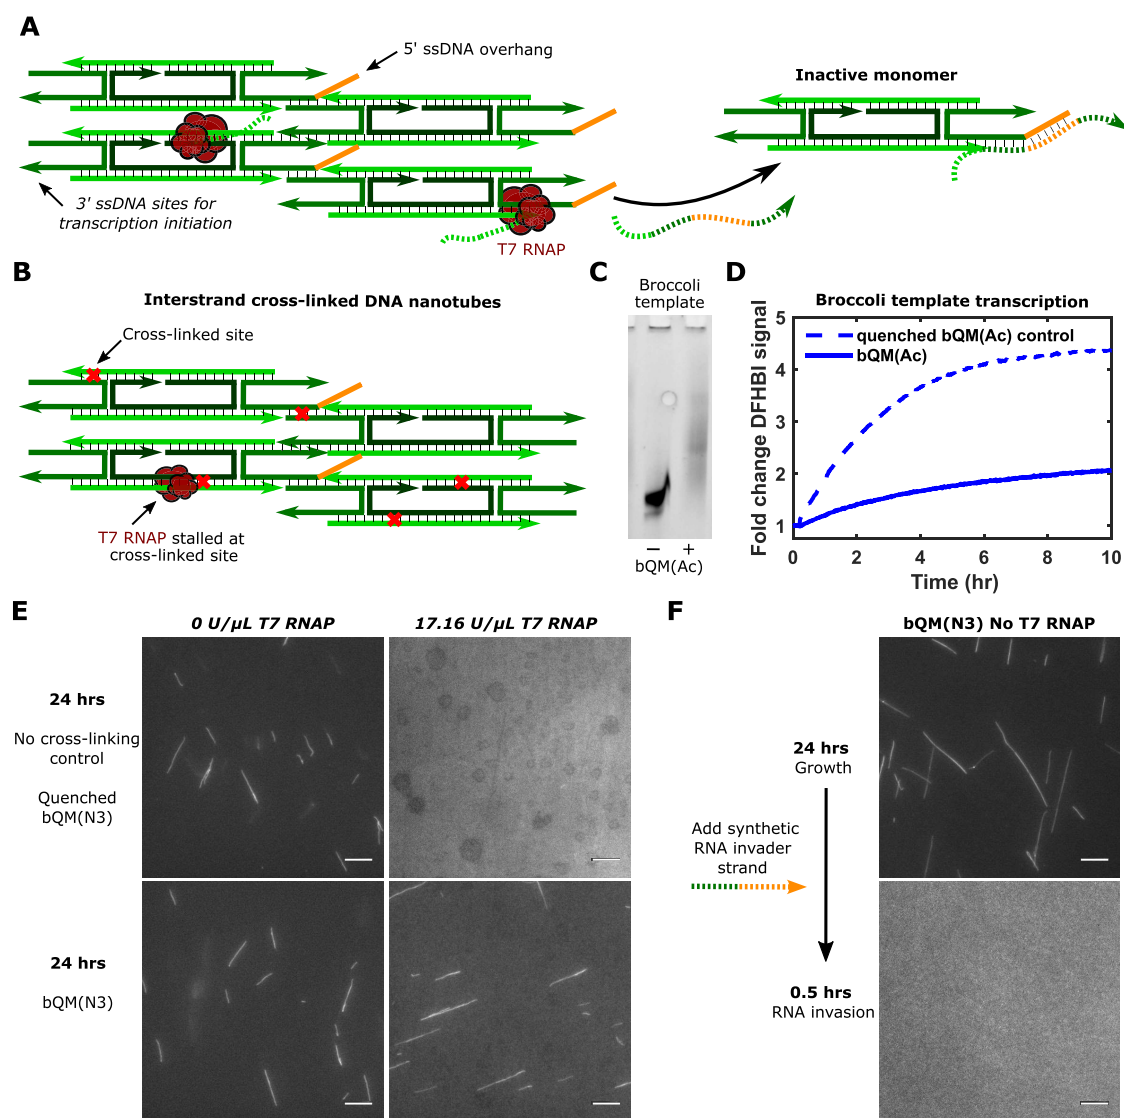 A
5' ssDNA overhang
Inactive monomer
3' ssDNA sites for
transcription initiation
T7 RNAP
B
Interstrand cross-linked DNA nanotubes
Cross-linked site
T7 RNAP stalled at
cross-linked site
C
Broccoli
template
− +
bQM(Ac)
D
Broccoli template transcription
Fold change DFHBI signal
5
4
3
2
1
quenched bQM(Ac) control
bQM(Ac)
0 2 4 6 8 10
Time (hr)
E
0 U/µL T7 RNAP
17.16 U/µL T7 RNAP
24 hrs
No cross-linking
control
Quenched
bQM(N3)
24 hrs
bQM(N3)
F
bQM(N3) No T7 RNAP
24 hrs
Growth
Add synthetic
RNA invader
strand
0.5 hrs
RNA invasion